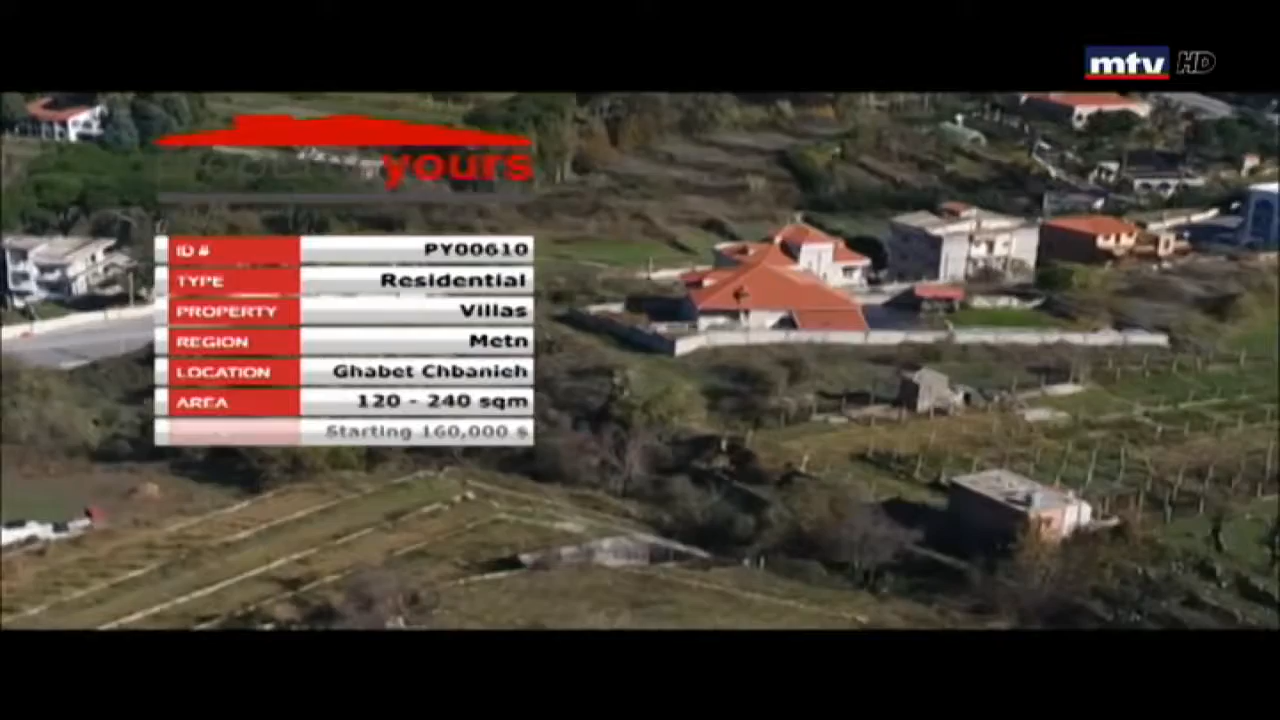 mtv HD
yours
ID # PY00610
TYPE Residential
PROPERTY Villas
REGION Metn
LOCATION Ghabet Chbanieh
AREA 120 - 240 sqm
Starting 160,000 $